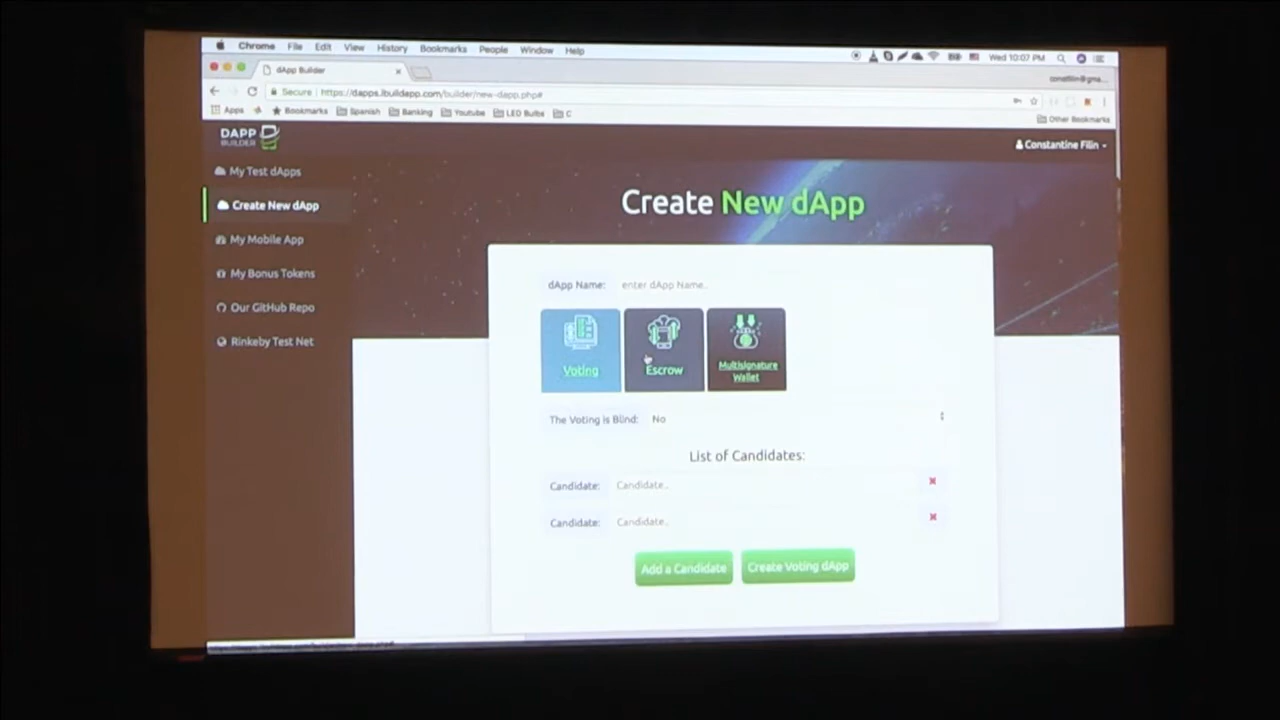 Chrome File Edit View History Bookmarks People Window Help
Wed 10:07 PM
dApp Builder
Secure https://dapps.ibuildapp.com/builder/new-dapp.php#
Apps Bookmarks Spanish Banking Youtube LED Bulbs C
Other Bookmarks
DAPP
BUILDER
Constantine Filin
My Test dApps
Create New dApp
My Mobile App
My Bonus Tokens
Our GitHub Repo
Rinkeby Test Net
Create New dApp
dApp Name: enter dApp Name..
Voting
Escrow
Multisignature
Wallet
The Voting is Blind: No
List of Candidates:
Candidate: Candidate..
Candidate: Candidate..
Add a Candidate
Create Voting dApp